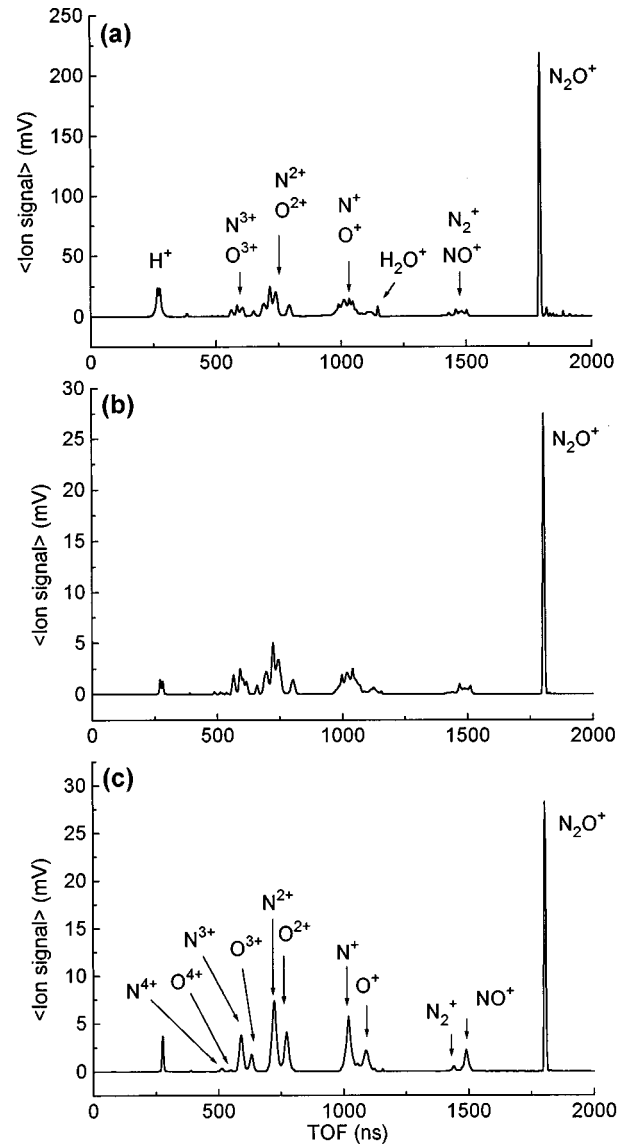 (a)
250
200
150
100
50
0
<Ion signal> (mV)
H⁺
N³⁺
O³⁺
N²⁺
O²⁺
N⁺
O⁺
H₂O⁺
N₂⁺
NO⁺
N₂O⁺
0 500 1000 1500 2000
(b)
30
25
20
15
10
5
0
<Ion signal> (mV)
N₂O⁺
0 500 1000 1500 2000
(c)
30
25
20
15
10
5
0
<Ion signal> (mV)
N⁴⁺
O⁴⁺
N³⁺
O³⁺
N²⁺
O²⁺
N⁺
O⁺
N₂⁺
NO⁺
N₂O⁺
0 500 1000 1500 2000
TOF (ns)